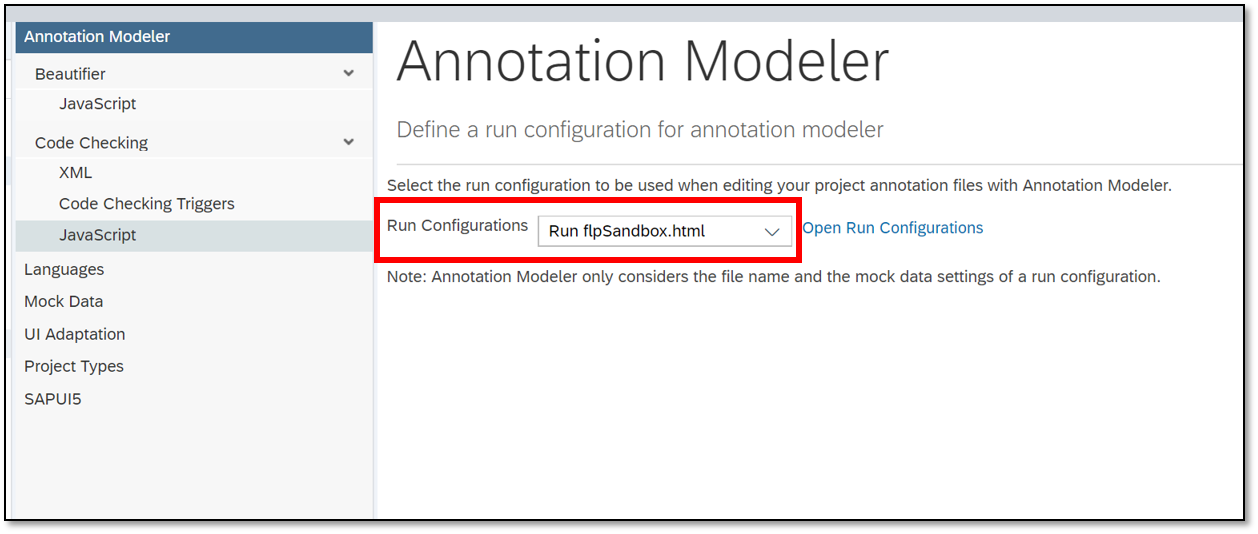 Annotation Modeler
Beautifier
JavaScript
Code Checking
XML
Code Checking Triggers
JavaScript
Languages
Mock Data
UI Adaptation
Project Types
SAPUI5
Annotation Modeler
Define a run configuration for annotation modeler
Select the run configuration to be used when editing your project annotation files with Annotation Modeler.
Run Configurations Run flpSandbox.html Open Run Configurations
Note: Annotation Modeler only considers the file name and the mock data settings of a run configuration.